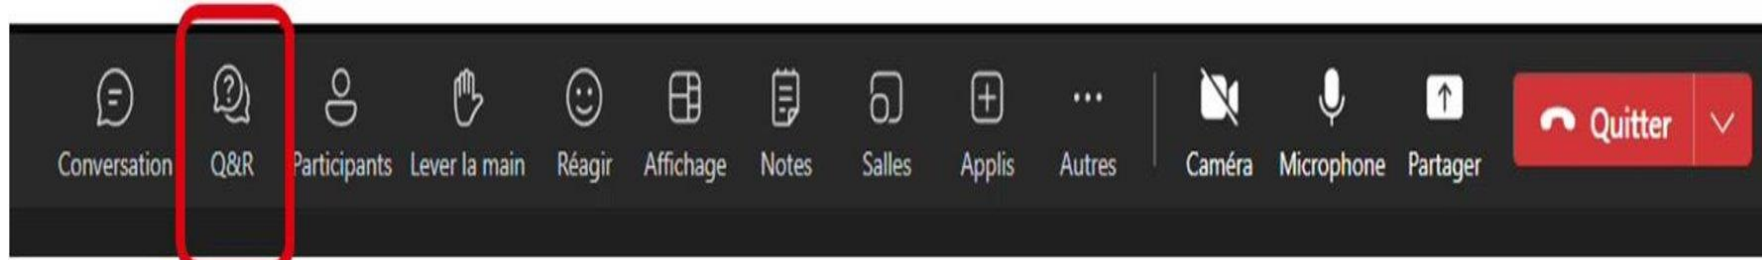 Conversation Q&R Participants Lever la main Réagir Affichage Notes Salles Applis Autres Caméra Microphone Partager Quitter